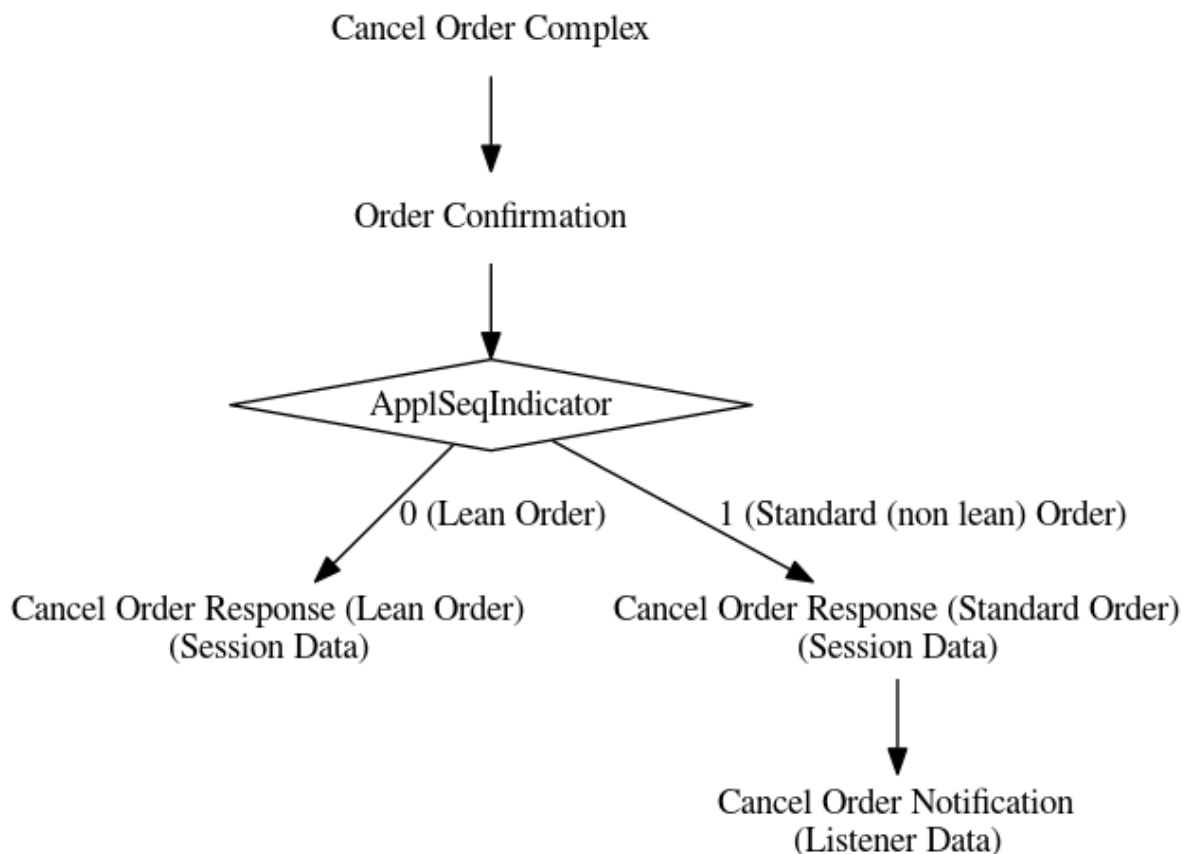 Cancel Order Complex
Order Confirmation
ApplSeqIndicator
0 (Lean Order)
1 (Standard (non lean) Order)
Cancel Order Response (Lean Order)
(Session Data)
Cancel Order Response (Standard Order)
(Session Data)
Cancel Order Notification
(Listener Data)